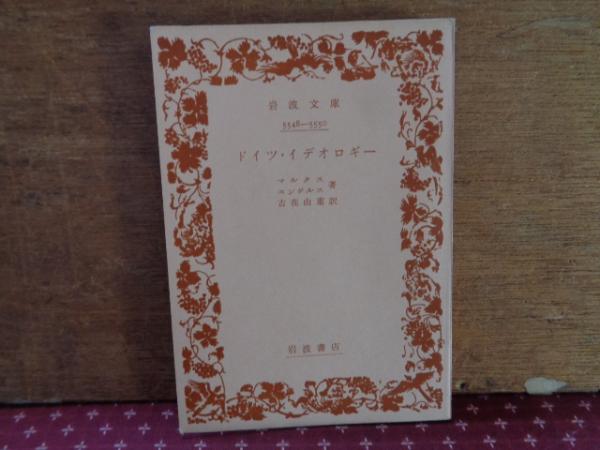 岩波文庫
5548—5550
ドイツ・イデオロギー
マルクス
エンゲルス 著
古在由重訳
岩波書店